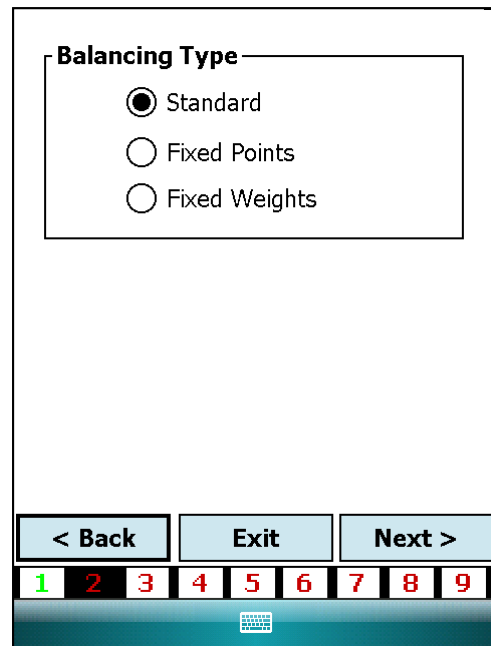 Balancing Type
Standard
Fixed Points
Fixed Weights
< Back Exit Next >
1 2 3 4 5 6 7 8 9